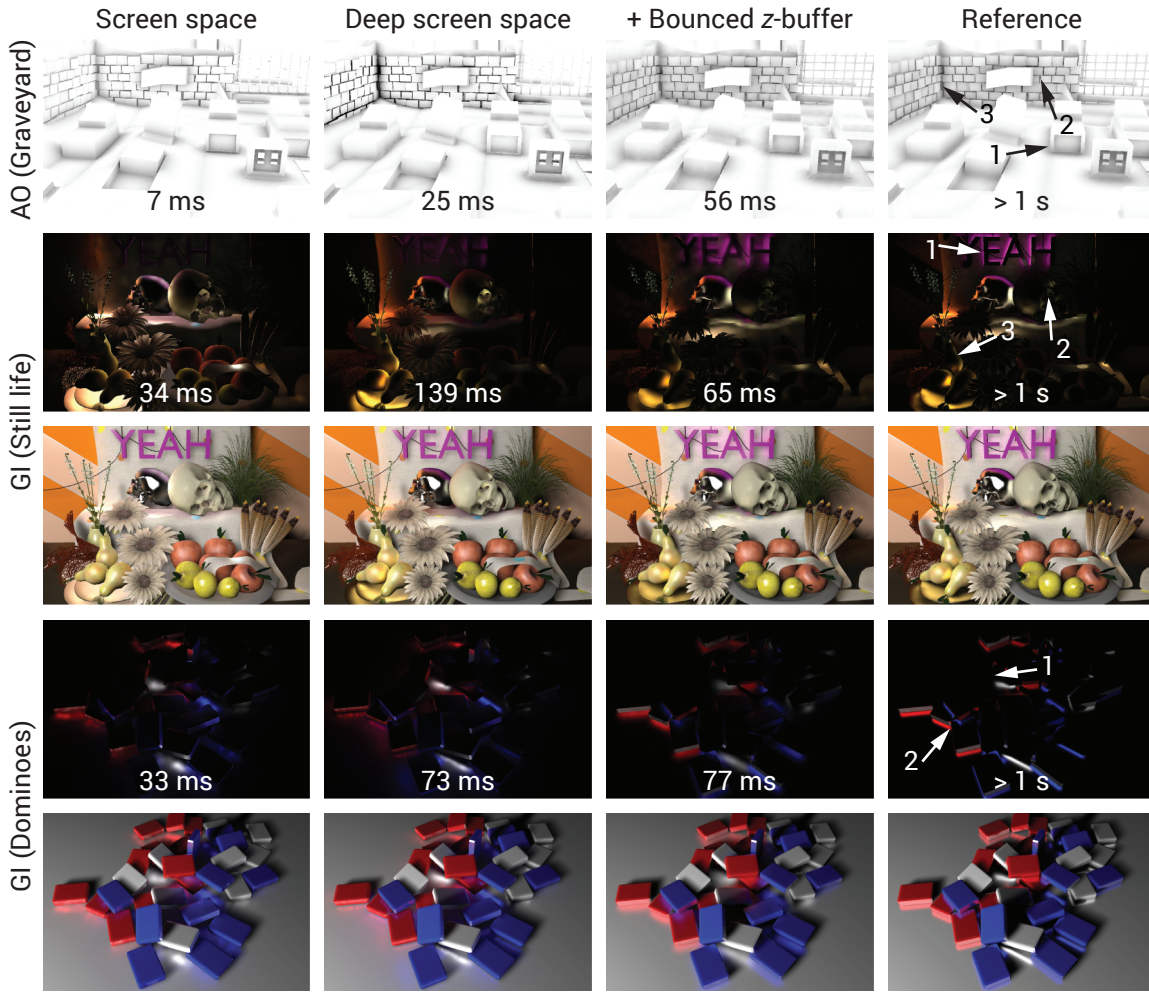 Screen space
Deep screen space
+ Bounced z-buffer
Reference
AO (Graveyard)
7 ms
25 ms
56 ms
> 1 s
1
2
3
GI (Still life)
YEAH
34 ms
YEAH
139 ms
YEAH
65 ms
YEAH
> 1 s
1
2
3
YEAH
YEAH
YEAH
YEAH
GI (Dominoes)
33 ms
73 ms
77 ms
> 1 s
1
2